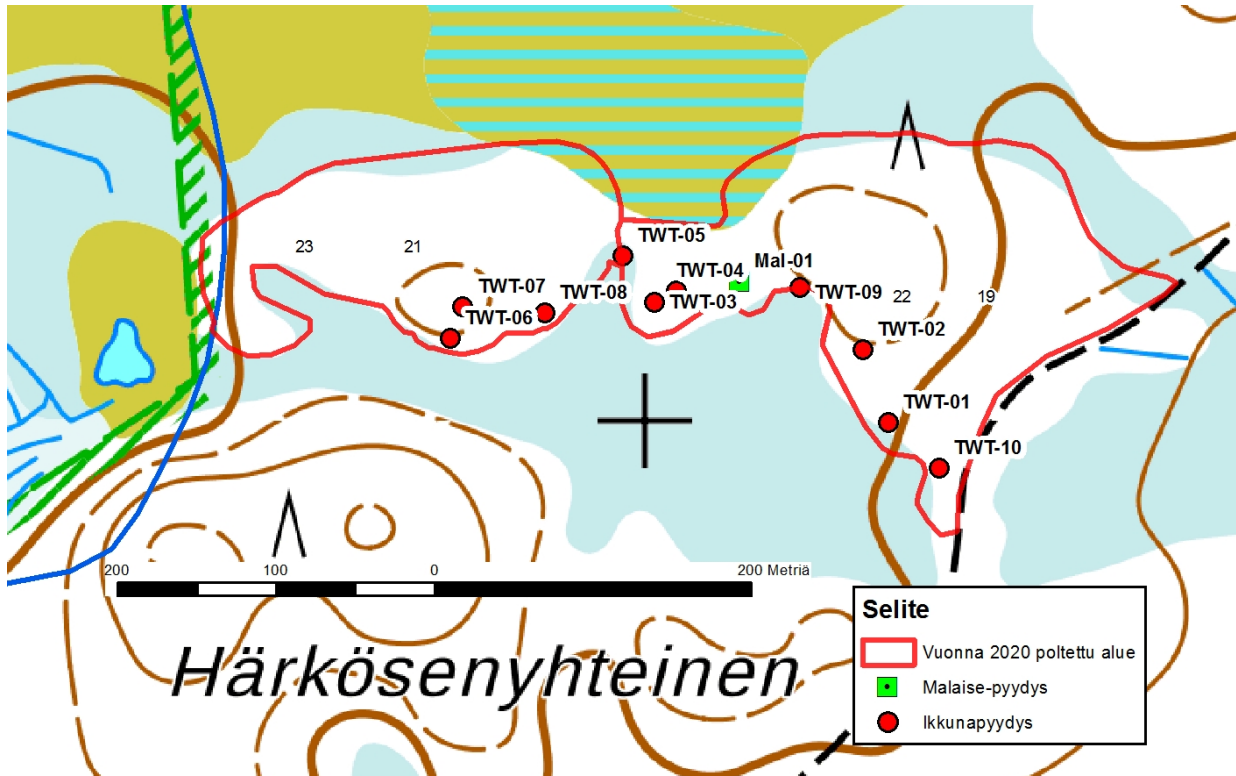 TWT-05
23
21
TWT-04
Mal-01
TWT-07
TWT-08
TWT-03
TWT-09
22
19
TWT-06
TWT-02
TWT-01
TWT-10
200
100
0
200 Metriä
Härkösenyhteinen
Selite
Vuonna 2020 poltettu alue
Malaise-pyydys
Ikkunapyydys